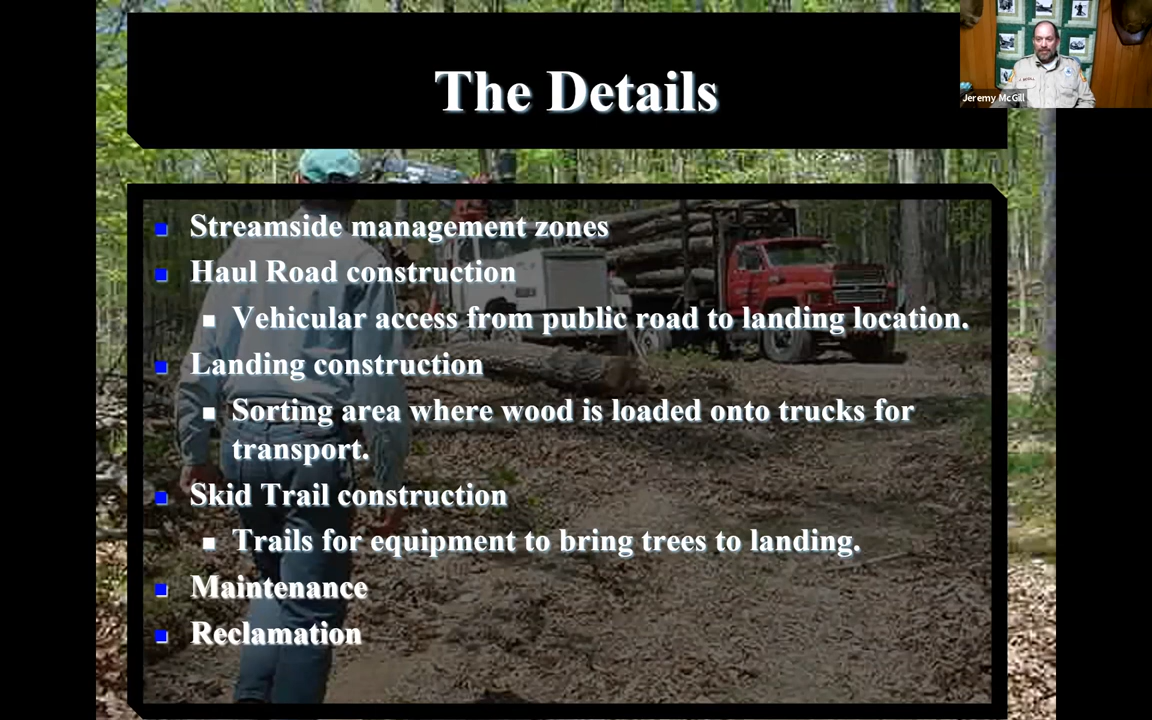 The Details
Jeremy McGill
Streamside management zones
Haul Road construction
Vehicular access from public road to landing location.
Landing construction
Sorting area where wood is loaded onto trucks for
transport.
Skid Trail construction
Trails for equipment to bring trees to landing.
Maintenance
Reclamation